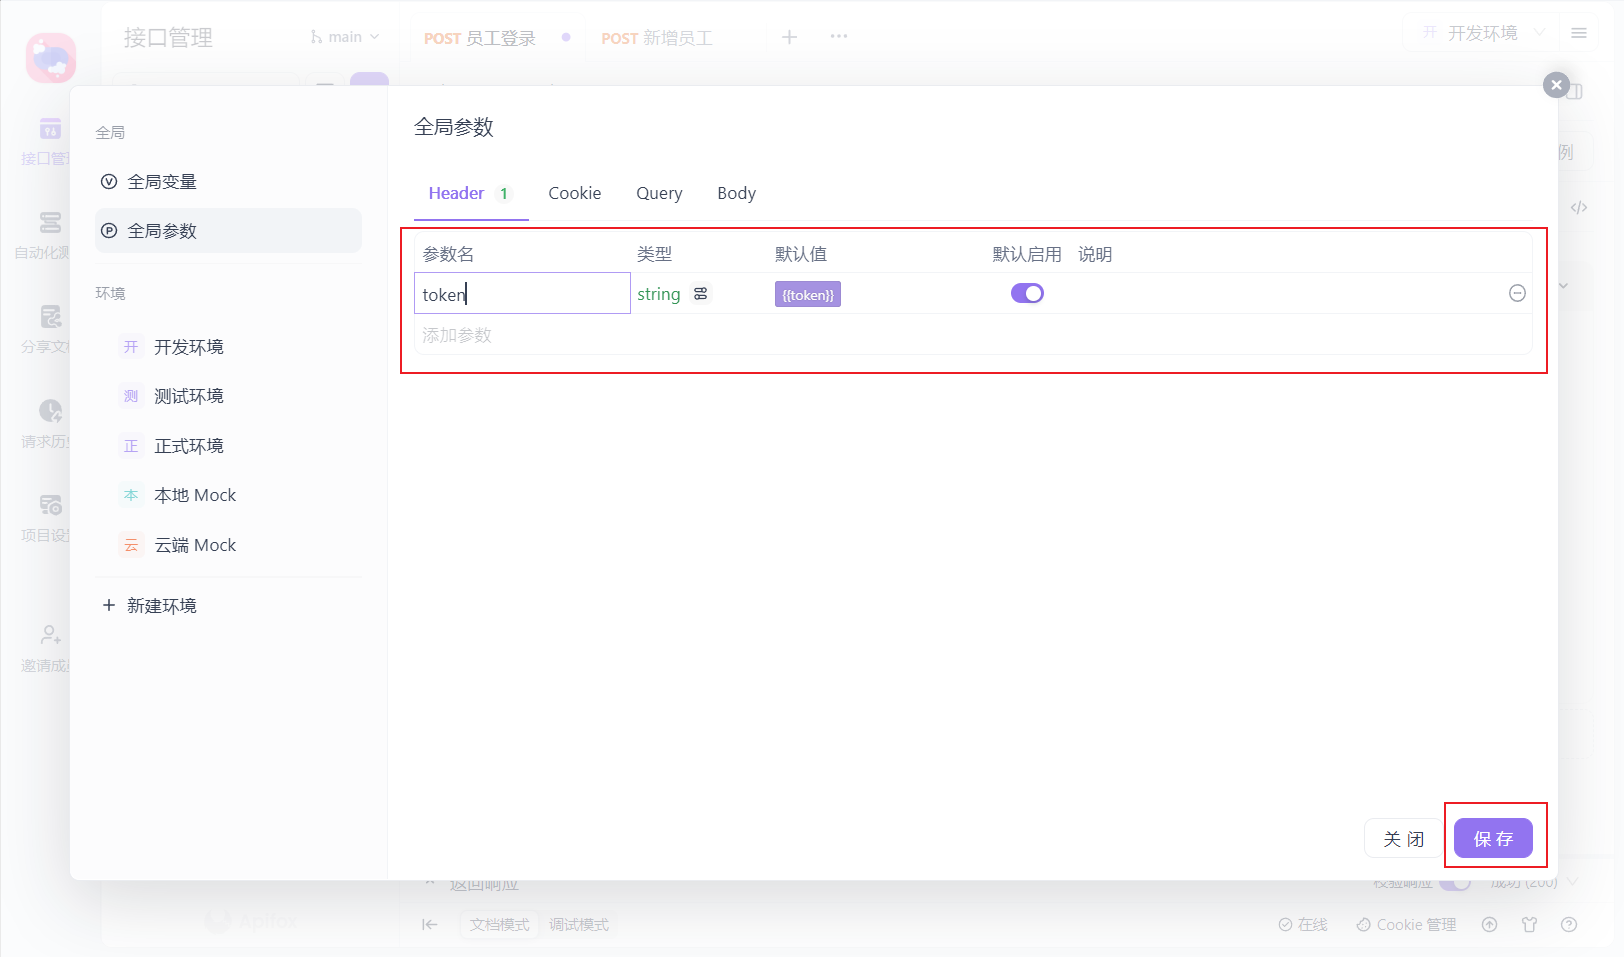 接口管理
main
POST 员工登录
POST 新增员工
开 开发环境
接口管
自动化测
分享文
请求历
项目设
邀请成
例
全局
全局变量
全局参数
环境
开 开发环境
测 测试环境
正 正式环境
本 本地 Mock
云 云端 Mock
+ 新建环境
全局参数
Header 1
Cookie
Query
Body
参数名 类型 默认值 默认启用 说明
token string {{token}}
添加参数
关 闭
保 存
返回响应
校验响应
成功 (200)
Apifox
文档模式
调试模式
在线
Cookie 管理